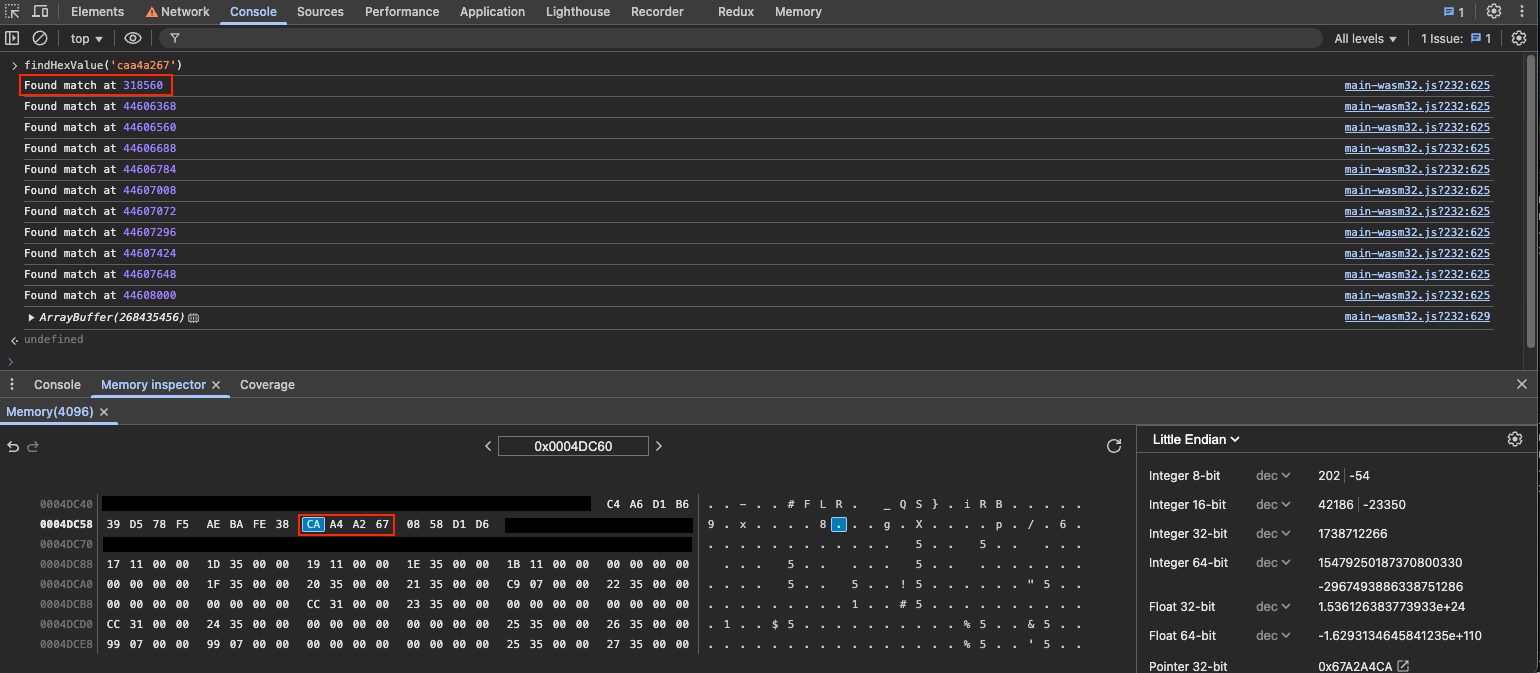 Elements Network Console Sources Performance Application Lighthouse Recorder Redux Memory 1
top All levels 1 Issue: 1
findHexValue('caa4a267')
Found match at 318560 main-wasm32.js?232:625
Found match at 44606368 main-wasm32.js?232:625
Found match at 44606560 main-wasm32.js?232:625
Found match at 44606688 main-wasm32.js?232:625
Found match at 44606784 main-wasm32.js?232:625
Found match at 44607008 main-wasm32.js?232:625
Found match at 44607072 main-wasm32.js?232:625
Found match at 44607296 main-wasm32.js?232:625
Found match at 44607424 main-wasm32.js?232:625
Found match at 44607648 main-wasm32.js?232:625
Found match at 44608000 main-wasm32.js?232:625
ArrayBuffer(268435456) main-wasm32.js?232:629
undefined
Console Memory inspector Coverage
Memory(4096)
0x0004DC60
0004DC40 C4 A6 D1 B6 . . - . . # F L R . _ Q S } . i R B . . . . .
0004DC58 39 D5 78 F5 AE BA FE 38 CA A4 A2 67 08 58 D1 D6 9 . x . . . . 8 . . . g . X . . . . p . / . 6 .
0004DC70 . . . . . . . . . . . . 5 . . 5 . . . . .
0004DC88 17 11 00 00 1D 35 00 00 19 11 00 00 1E 35 00 00 1B 11 00 00 00 00 00 00 . . . . . 5 . . . . . . . 5 . . . . . . . . . .
0004DCA0 00 00 00 00 1F 35 00 00 20 35 00 00 21 35 00 00 C9 07 00 00 22 35 00 00 . . . . . 5 . . 5 . . ! 5 . . . . . . " 5 . .
0004DCB8 00 00 00 00 00 00 00 00 CC 31 00 00 23 35 00 00 00 00 00 00 00 00 00 00 . . . . . . . . . 1 . . # 5 . . . . . . . . . .
0004DCD0 CC 31 00 00 24 35 00 00 00 00 00 00 00 00 00 00 25 35 00 00 26 35 00 00 . 1 . . $ 5 . . . . . . . . . . % 5 . . & 5 . .
0004DCE8 99 07 00 00 99 07 00 00 00 00 00 00 00 00 00 00 25 35 00 00 27 35 00 00 . . . . . . . . . . . . . . . . % 5 . . ' 5 . .
Little Endian
Integer 8-bit dec 202 -54
Integer 16-bit dec 42186 -23350
Integer 32-bit dec 1738712266
Integer 64-bit dec 15479250187370800330
-2967493886338751286
Float 32-bit dec 1.536126383773933e+24
Float 64-bit dec -1.6293134645841235e+110
Pointer 32-bit 0x67A2A4CA